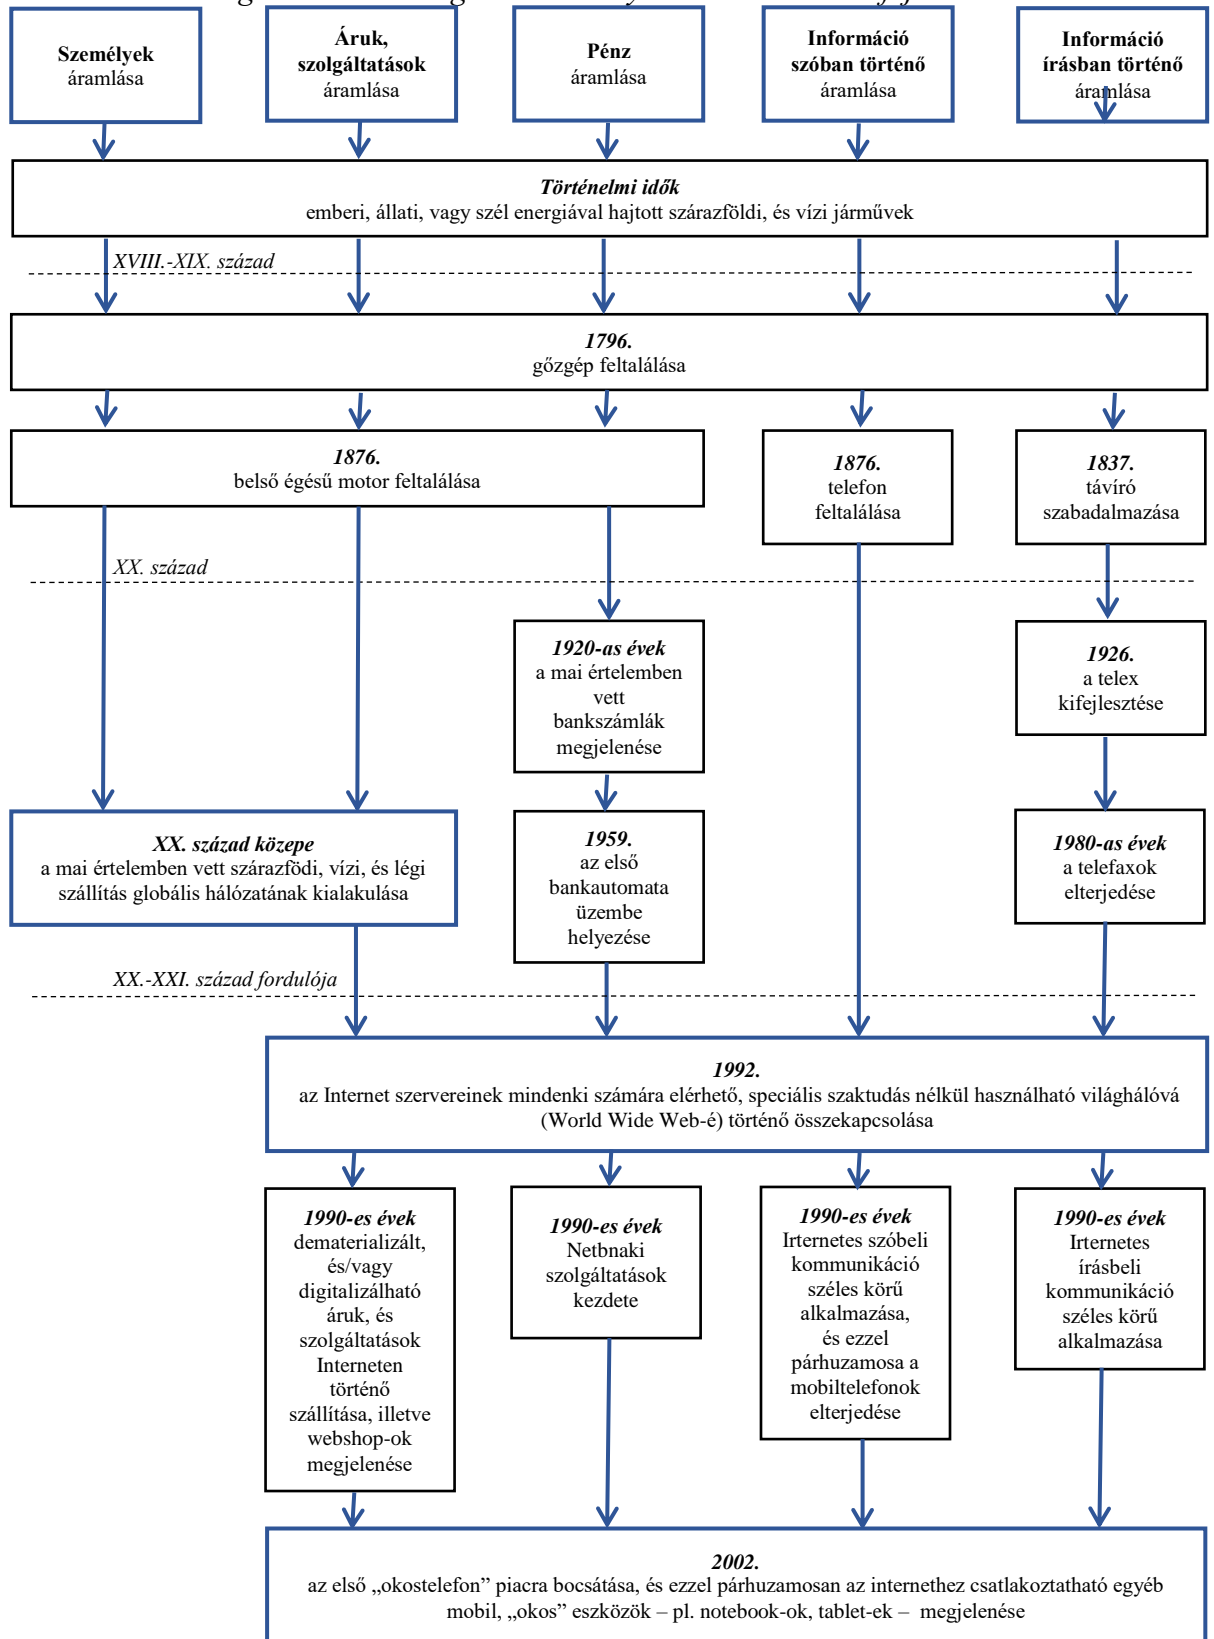 Személyek
áramlása
Áruk,
szolgáltatások
áramlása
Pénz
áramlása
Információ
szóban történő
áramlása
Információ
írásban történő
áramlása
Történelmi idők
emberi, állati, vagy szél energiával hajtott szárazföldi, és vízi járművek
XVIII.-XIX. század
1796.
gőzgép feltalálása
1876.
belső égésű motor feltalálása
1876.
telefon
feltalálása
1837.
távíró
szabadalmazása
XX. század
1920-as évek
a mai értelemben
vett
bankszámlák
megjelenése
1926.
a telex
kifejlesztése
XX. század közepe
a mai értelemben vett szárazfödi, vízi, és légi
szállítás globális hálózatának kialakulása
1959.
az első
bankautomata
üzembe
helyezése
1980-as évek
a telefaxok
elterjedése
XX.-XXI. század fordulója
1992.
az Internet szervereinek mindenki számára elérhető, speciális szaktudás nélkül használható világhálóvá
(World Wide Web-é) történő összekapcsolása
1990-es évek
dematerializált,
és/vagy
digitalizálható
áruk, és
szolgáltatások
Interneten
történő
szállítása, illetve
webshop-ok
megjelenése
1990-es évek
Netbnaki
szolgáltatások
kezdete
1990-es évek
Irternetes szóbeli
kommunikáció
széles körű
alkalmazása,
és ezzel
párhuzamosa a
mobiltelefonok
elterjedése
1990-es évek
Irternetes
írásbeli
kommunikáció
széles körű
alkalmazása
2002.
az első „okostelefon” piacra bocsátása, és ezzel párhuzamosan az internethez csatlakoztatható egyéb
mobil, „okos” eszközök – pl. notebook-ok, tablet-ek – megjelenése